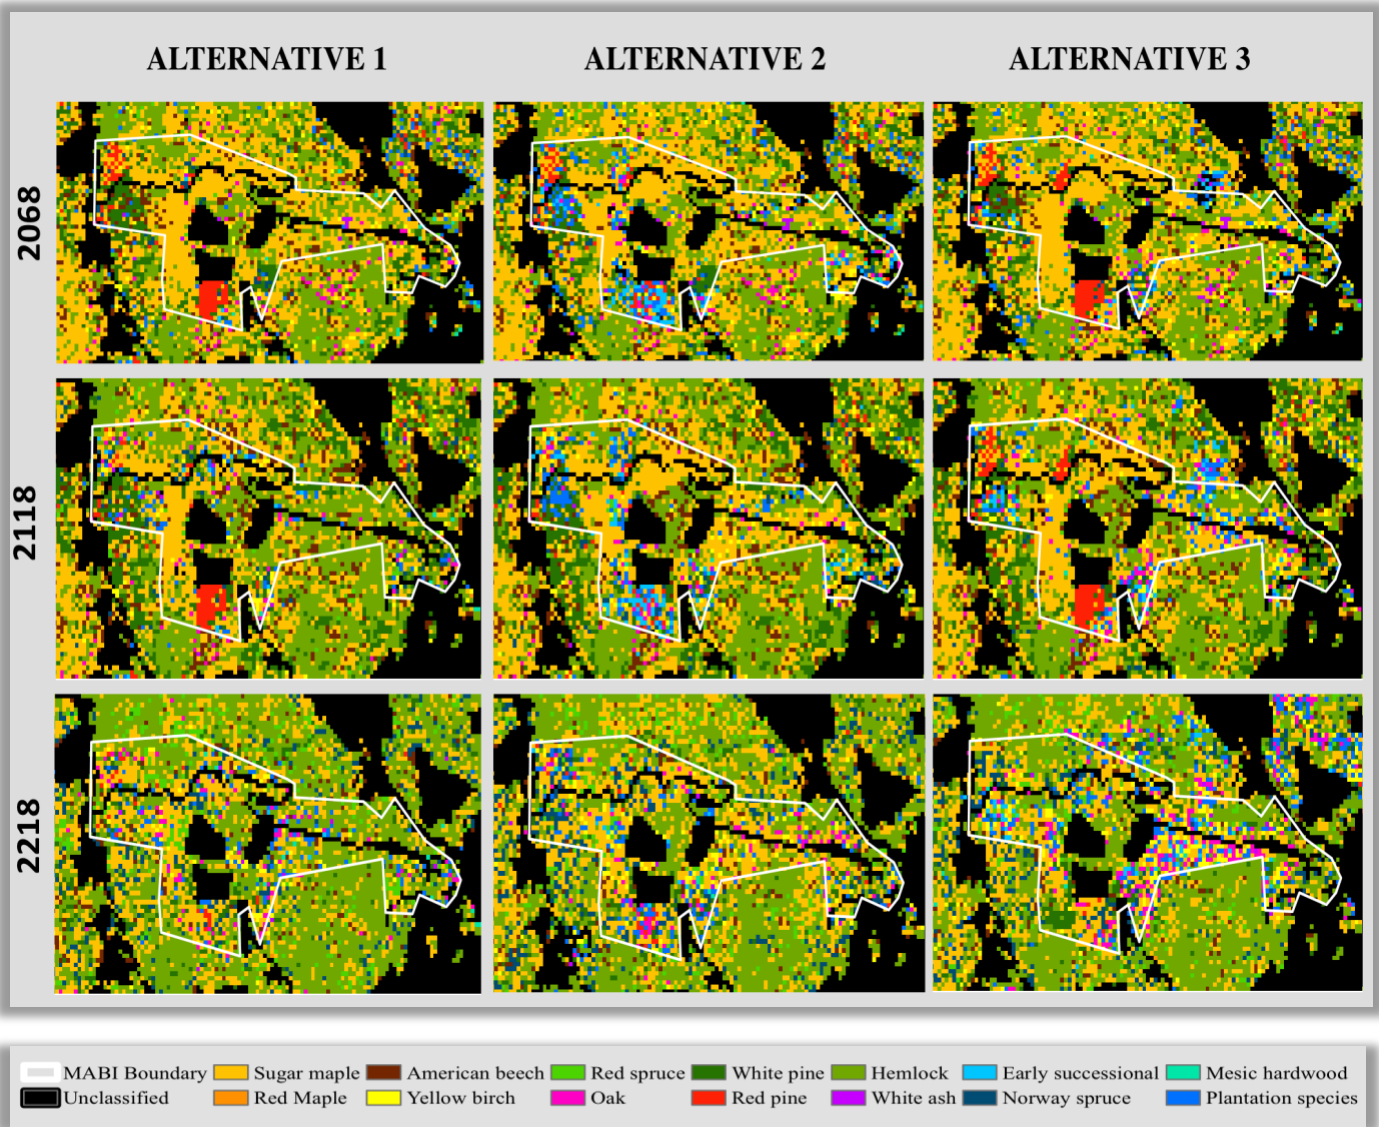 ALTERNATIVE 1 ALTERNATIVE 2 ALTERNATIVE 3
2068
2118
2218
MABI Boundary Sugar maple American beech Red spruce White pine Hemlock Early successional Mesic hardwood
Unclassified Red Maple Yellow birch Oak Red pine White ash Norway spruce Plantation species